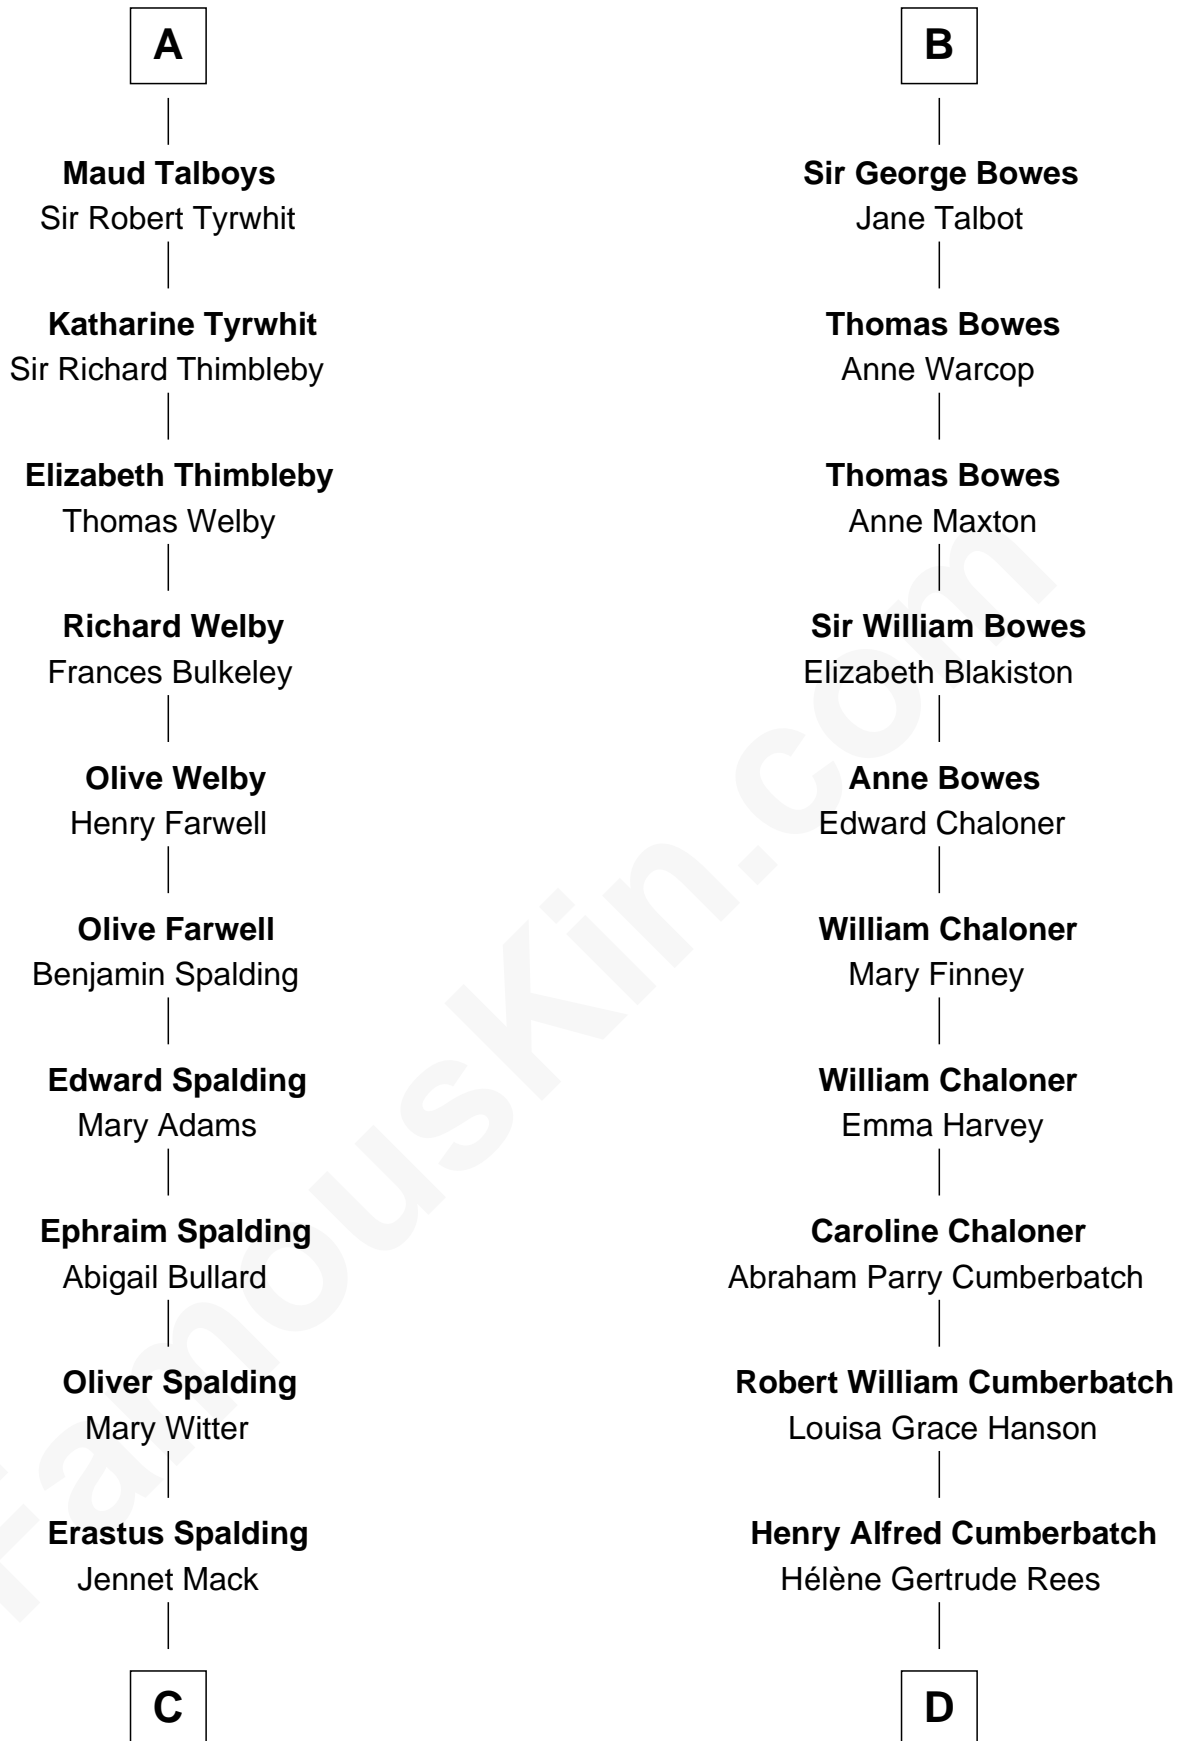 A
Maud Talboys
Sir Robert Tyrwhit
Katharine Tyrwhit
Sir Richard Thimbleby
Elizabeth Thimbleby
Thomas Welby
Richard Welby
Frances Bulkeley
Olive Welby
Henry Farwell
Olive Farwell
Benjamin Spalding
Edward Spalding
Mary Adams
Ephraim Spalding
Abigail Bullard
Oliver Spalding
Mary Witter
Erastus Spalding
Jennet Mack
C
B
Sir George Bowes
Jane Talbot
Thomas Bowes
Anne Warcop
Thomas Bowes
Anne Maxton
Sir William Bowes
Elizabeth Blakiston
Anne Bowes
Edward Chaloner
William Chaloner
Mary Finney
William Chaloner
Emma Harvey
Caroline Chaloner
Abraham Parry Cumberbatch
Robert William Cumberbatch
Louisa Grace Hanson
Henry Alfred Cumberbatch
Hélène Gertrude Rees
D
FamousKin.com